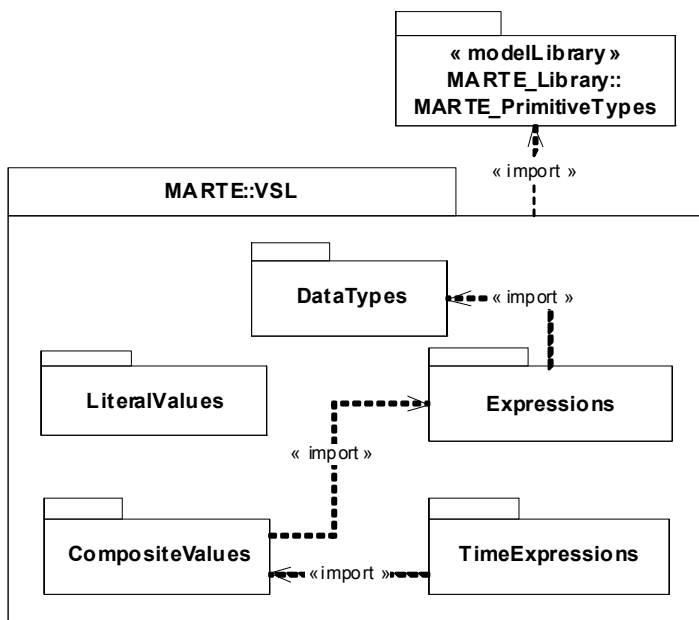 « modelLibrary »
MARTE_Library::
MARTE_PrimitiveTypes
« import »
MARTE::VSL
DataTypes
« import »
LiteralValues
Expressions
« import »
CompositeValues
TimeExpressions
« import »